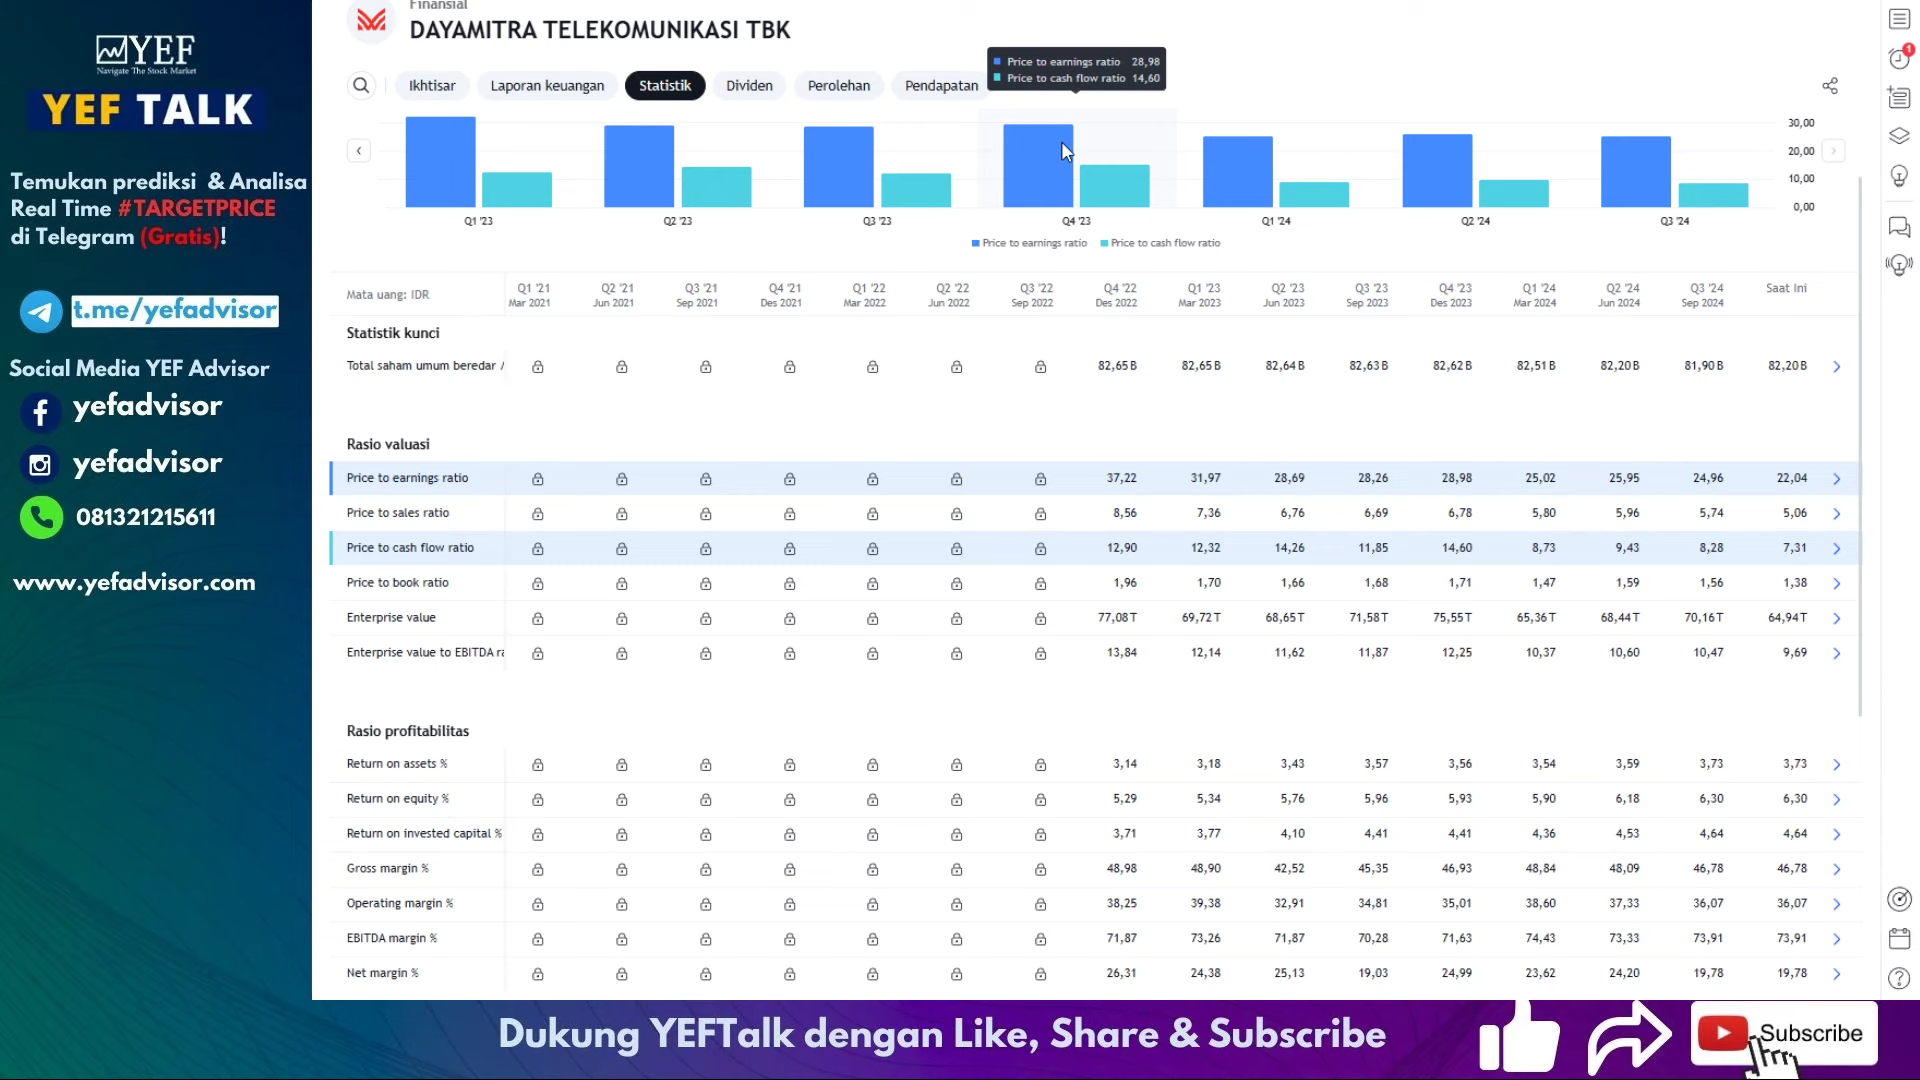 YEF
Navigate The Stock Market
YEF TALK
Temukan prediksi & Analisa
Real Time #TARGETPRICE
di Telegram (Gratis)!
t.me/yefadvisor
Social Media YEF Advisor
yefadvisor
yefadvisor
081321215611
www.yefadvisor.com
Finansial
DAYAMITRA TELEKOMUNIKASI TBK
Ikhtisar Laporan keuangan Statistik Dividen Perolehan Pendapatan
Price to earnings ratio 28,98
Price to cash flow ratio 14,60
1
30,00
20,00
10,00
0,00
Q1 '23 Q2 '23 Q3 '23 Q4 '23 Q1 '24 Q2 '24 Q3 '24
Price to earnings ratio Price to cash flow ratio
Mata uang: IDR
Q1 '21 Q2 '21 Q3 '21 Q4 '21 Q1 '22 Q2 '22 Q3 '22 Q4 '22 Q1 '23 Q2 '23 Q3 '23 Q4 '23 Q1 '24 Q2 '24 Q3 '24 Saat Ini
Mar 2021 Jun 2021 Sep 2021 Des 2021 Mar 2022 Jun 2022 Sep 2022 Des 2022 Mar 2023 Jun 2023 Sep 2023 Des 2023 Mar 2024 Jun 2024 Sep 2024
Statistik kunci
Total saham umum beredar / 82,65B 82,65B 82,64B 82,63B 82,62B 82,51B 82,20B 81,90B 82,20B
Rasio valuasi
Price to earnings ratio 37,22 31,97 28,69 28,26 28,98 25,02 25,95 24,96 22,04
Price to sales ratio 8,56 7,36 6,76 6,69 6,78 5,80 5,96 5,74 5,06
Price to cash flow ratio 12,90 12,32 14,26 11,85 14,60 8,73 9,43 8,28 7,31
Price to book ratio 1,96 1,70 1,66 1,68 1,71 1,47 1,59 1,56 1,38
Enterprise value 77,08T 69,72T 68,65T 71,58T 75,55T 65,36T 68,44T 70,16T 64,94T
Enterprise value to EBITDA ra 13,84 12,14 11,62 11,87 12,25 10,37 10,60 10,47 9,69
Rasio profitabilitas
Return on assets % 3,14 3,18 3,43 3,57 3,56 3,54 3,59 3,73 3,73
Return on equity % 5,29 5,34 5,76 5,96 5,93 5,90 6,18 6,30 6,30
Return on invested capital % 3,71 3,77 4,10 4,41 4,41 4,36 4,53 4,64 4,64
Gross margin % 48,98 48,90 42,52 45,35 46,93 48,84 48,09 46,78 46,78
Operating margin % 38,25 39,38 32,91 34,81 35,01 38,60 37,33 36,07 36,07
EBITDA margin % 71,87 73,26 71,87 70,28 71,63 74,43 73,33 73,91 73,91
Net margin % 26,31 24,38 25,13 19,03 24,99 23,62 24,20 19,78 19,78
Dukung YEFTalk dengan Like, Share & Subscribe
Subscribe